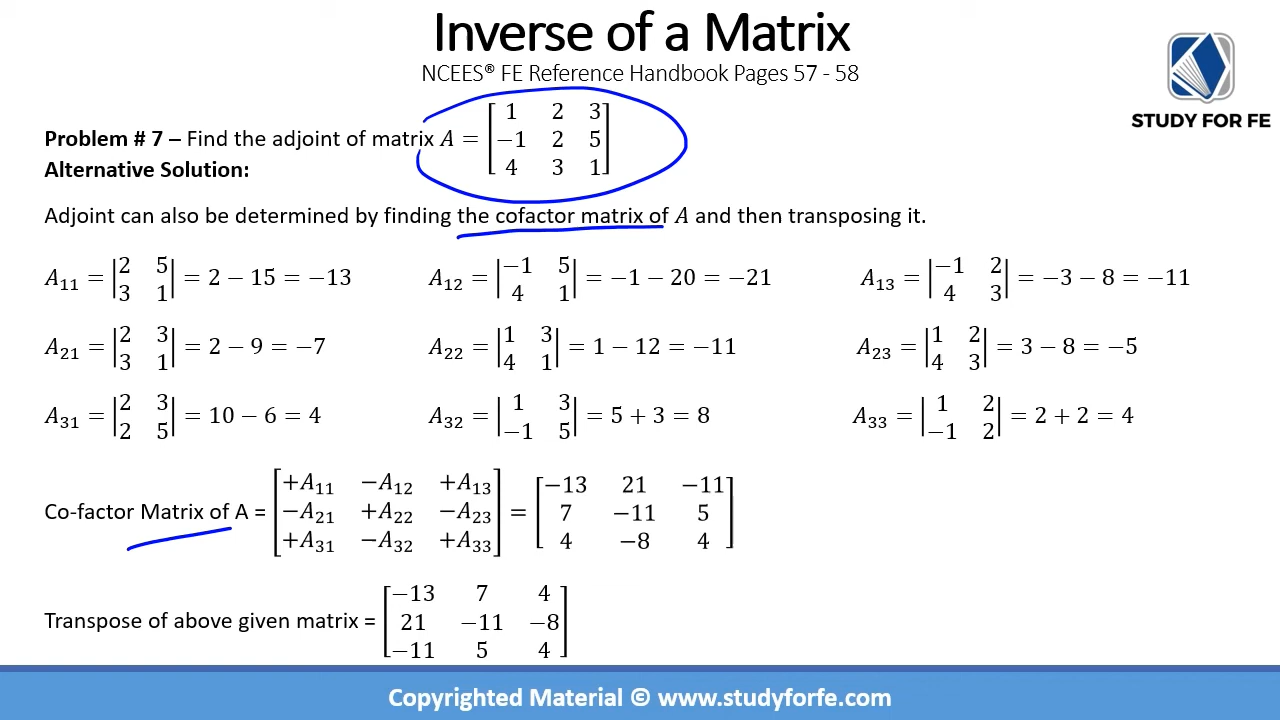 Inverse of a Matrix
NCEES® FE Reference Handbook Pages 57 - 58
STUDY FOR FE
Problem # 7 – Find the adjoint of matrix A = [1 2 3; −1 2 5; 4 3 1]
Alternative Solution:
Adjoint can also be determined by finding the cofactor matrix of A and then transposing it.
A₁₁ = |2 5; 3 1| = 2 − 15 = −13 A₁₂ = |−1 5; 4 1| = −1 − 20 = −21 A₁₃ = |−1 2; 4 3| = −3 − 8 = −11
A₂₁ = |2 3; 3 1| = 2 − 9 = −7 A₂₂ = |1 3; 4 1| = 1 − 12 = −11 A₂₃ = |1 2; 4 3| = 3 − 8 = −5
A₃₁ = |2 3; 2 5| = 10 − 6 = 4 A₃₂ = |1 3; −1 5| = 5 + 3 = 8 A₃₃ = |1 2; −1 2| = 2 + 2 = 4
Co-factor Matrix of A = [+A₁₁ −A₁₂ +A₁₃; −A₂₁ +A₂₂ −A₂₃; +A₃₁ −A₃₂ +A₃₃] = [−13 21 −11; 7 −11 5; 4 −8 4]
Transpose of above given matrix = [−13 7 4; 21 −11 −8; −11 5 4]
Copyrighted Material © www.studyforfe.com